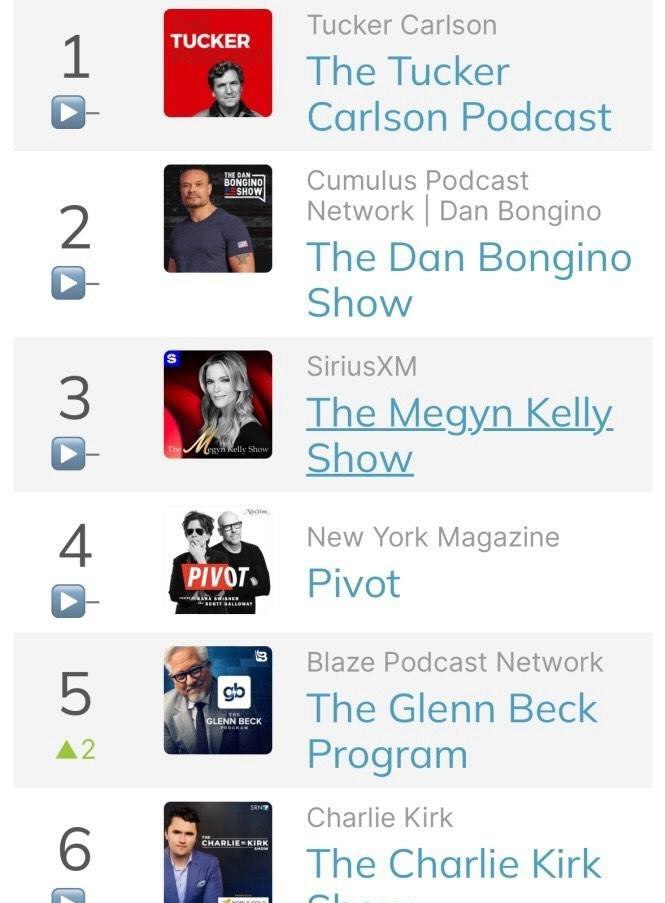 1
Tucker Carlson
TUCKER
The Tucker
Carlson Podcast
2
Cumulus Podcast
Network | Dan Bongino
THE DAN
BONGINO
SHOW
The Dan Bongino
Show
3
S
SiriusXM
The Megyn Kelly
Show
The Megyn Kelly Show
4
New York Magazine
Pivot
PIVOT
HOSTED BY KARA SWISHER
SCOTT GALLOWAY
5
▲2
Blaze Podcast Network
gb
THE
GLENN BECK
PROGRAM
The Glenn Beck
Program
6
Charlie Kirk
SRN
THE
CHARLIE KIRK
SHOW
The Charlie Kirk
Show